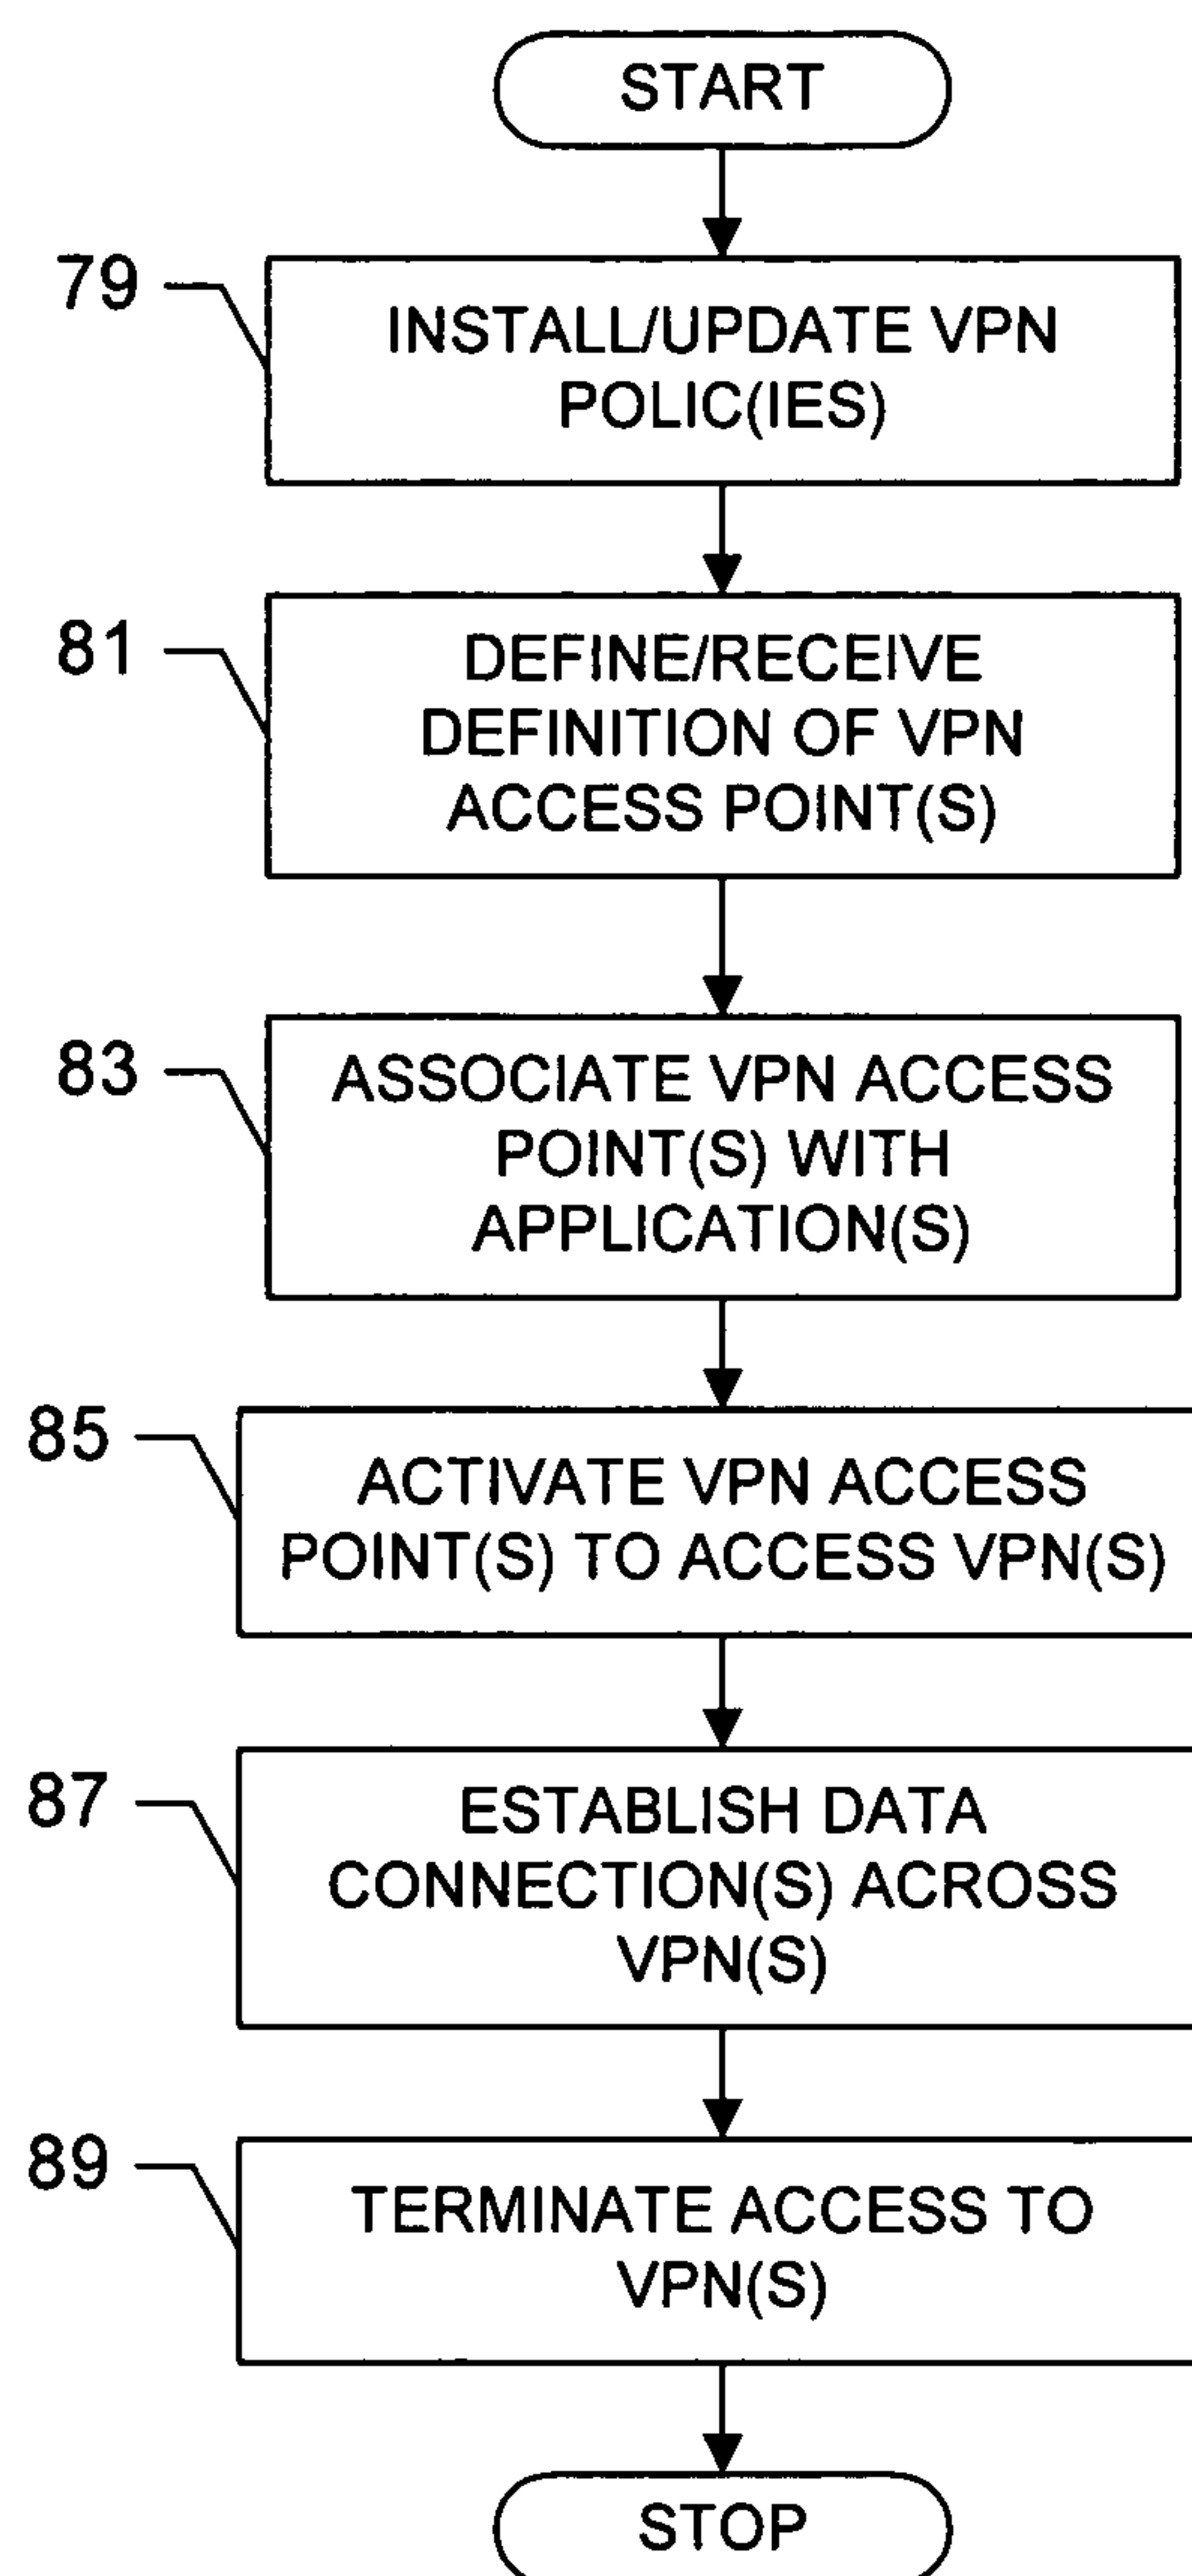 START
79
INSTALL/UPDATE VPN
POLIC(IES)
81
DEFINE/RECEIVE
DEFINITION OF VPN
ACCESS POINT(S)
83
ASSOCIATE VPN ACCESS
POINT(S) WITH
APPLICATION(S)
85
ACTIVATE VPN ACCESS
POINT(S) TO ACCESS VPN(S)
87
ESTABLISH DATA
CONNECTION(S) ACROSS
VPN(S)
89
TERMINATE ACCESS TO
VPN(S)
STOP